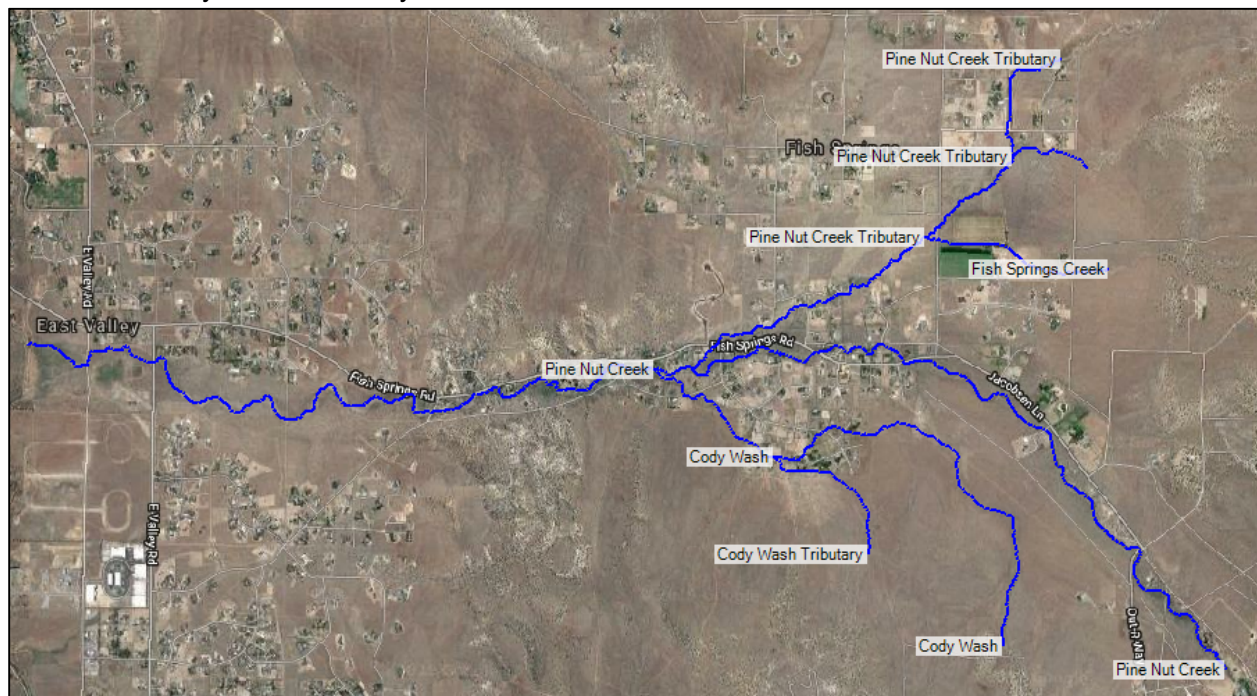 Pine Nut Creek Tributary
Fish Springs
Pine Nut Creek Tributary
Pine Nut Creek Tributary
Fish Springs Creek
E Valley Rd
East Valley
Fish Springs Rd
Pine Nut Creek
Fish Springs Rd
Jacobsen Ln
Cody Wash
E Valley Rd
Cody Wash Tributary
Out-R-Way
Cody Wash
Pine Nut Creek